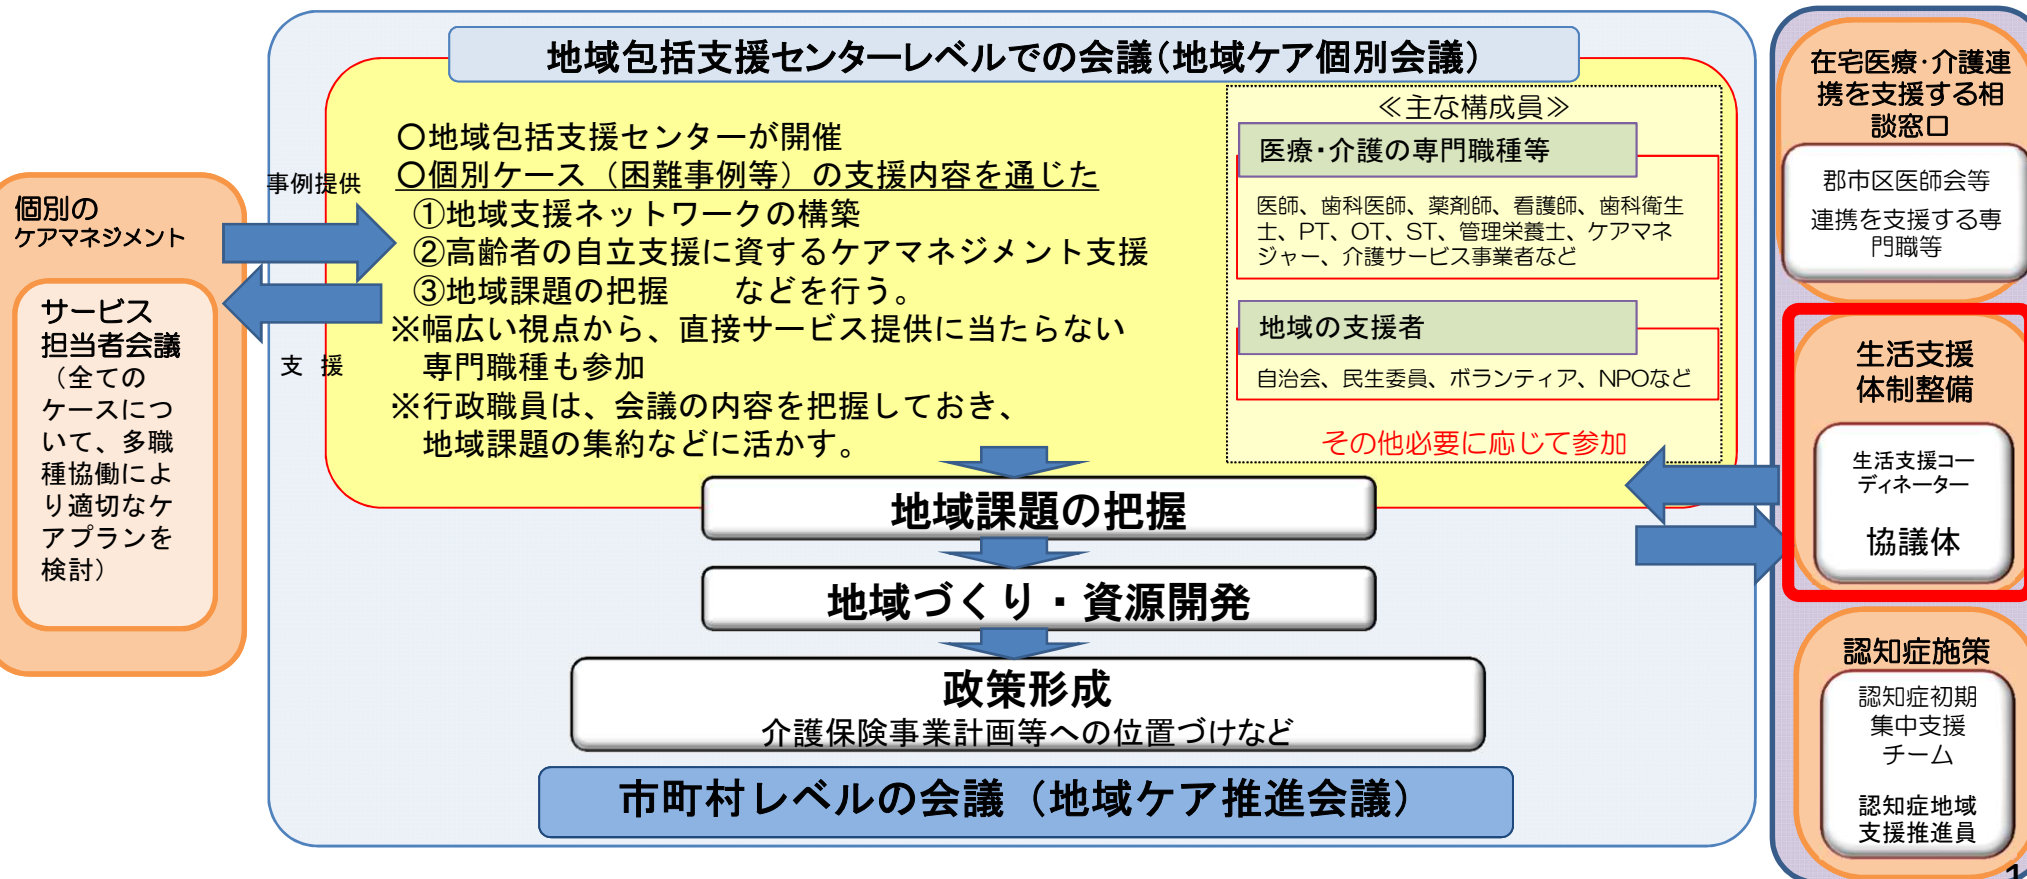 地域包括支援センターレベルでの会議(地域ケア個別会議)
〇地域包括支援センターが開催
〇個別ケース（困難事例等）の支援内容を通じた
①地域支援ネットワークの構築
②高齢者の自立支援に資するケアマネジメント支援
③地域課題の把握　　などを行う。
※幅広い視点から、直接サービス提供に当たらない
専門職種も参加
※行政職員は、会議の内容を把握しておき、
地域課題の集約などに活かす。
≪主な構成員≫
医療・介護の専門職種等
医師、歯科医師、薬剤師、看護師、歯科衛生
士、PT、OT、ST、管理栄養士、ケアマネ
ジャー、介護サービス事業者など
地域の支援者
自治会、民生委員、ボランティア、NPOなど
その他必要に応じて参加
事例提供
支　援
個別の
ケアマネジメント
サービス
担当者会議
（全ての
ケースにつ
いて、多職
種協働によ
り適切なケ
アプランを
検討）
地域課題の把握
地域づくり・資源開発
政策形成
介護保険事業計画等への位置づけなど
市町村レベルの会議（地域ケア推進会議）
在宅医療・介護連
携を支援する相
談窓口
郡市区医師会等
連携を支援する専
門職等
生活支援
体制整備
生活支援コー
ディネーター
協議体
認知症施策
認知症初期
集中支援
チーム
認知症地域
支援推進員
1